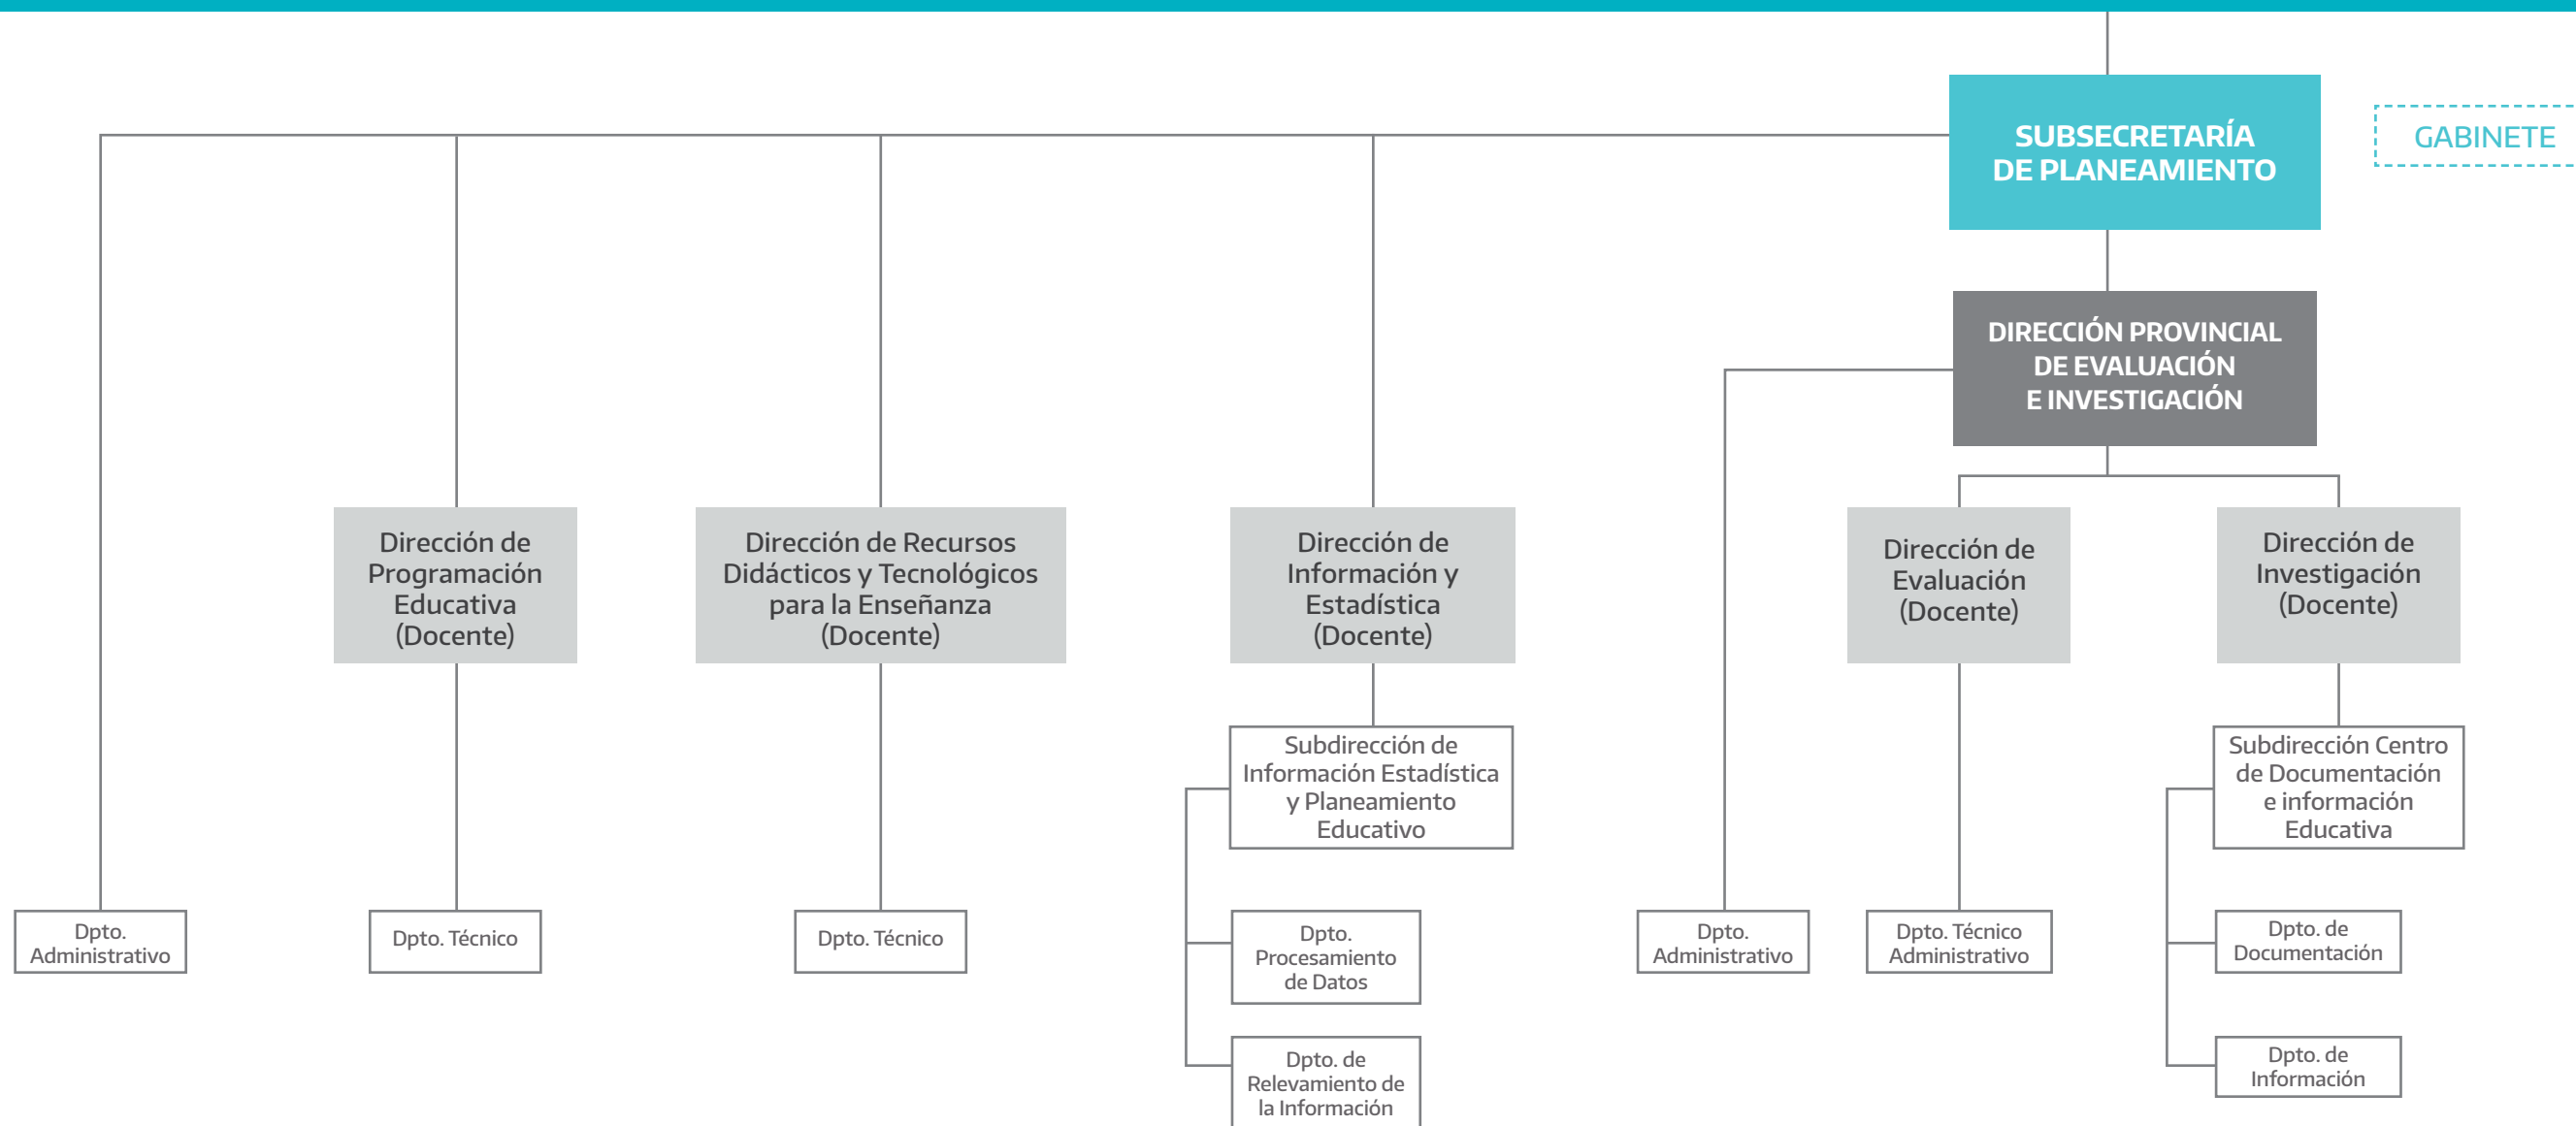 SUBSECRETARÍA
DE PLANEAMIENTO
GABINETE
DIRECCIÓN PROVINCIAL
DE EVALUACIÓN
E INVESTIGACIÓN
Dirección de
Programación
Educativa
(Docente)
Dirección de Recursos
Didácticos y Tecnológicos
para la Enseñanza
(Docente)
Dirección de
Información y
Estadística
(Docente)
Dirección de
Evaluación
(Docente)
Dirección de
Investigación
(Docente)
Subdirección de
Información Estadística
y Planeamiento
Educativo
Subdirección Centro
de Documentación
e información
Educativa
Dpto.
Administrativo
Dpto. Técnico
Dpto. Técnico
Dpto.
Procesamiento
de Datos
Dpto.
Administrativo
Dpto. Técnico
Administrativo
Dpto. de
Documentación
Dpto. de
Relevamiento de
la Información
Dpto. de
Información